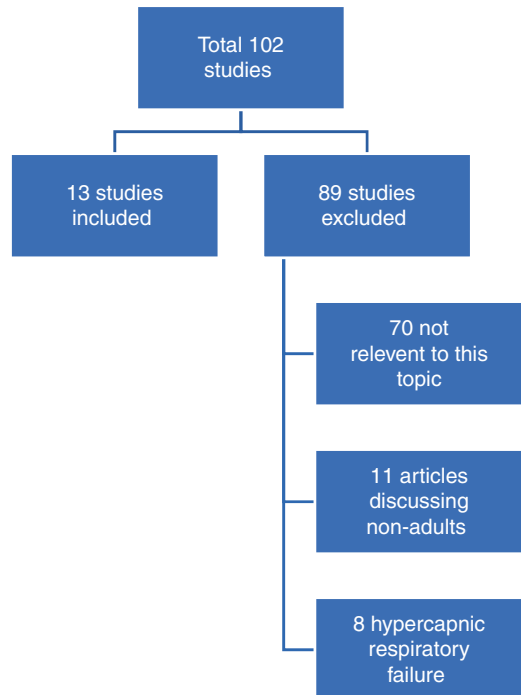 Total 102
studies
13 studies
included
89 studies
excluded
70 not
relevent to this
topic
11 articles
discussing
non-adults
8 hypercapnic
respiratory
failure